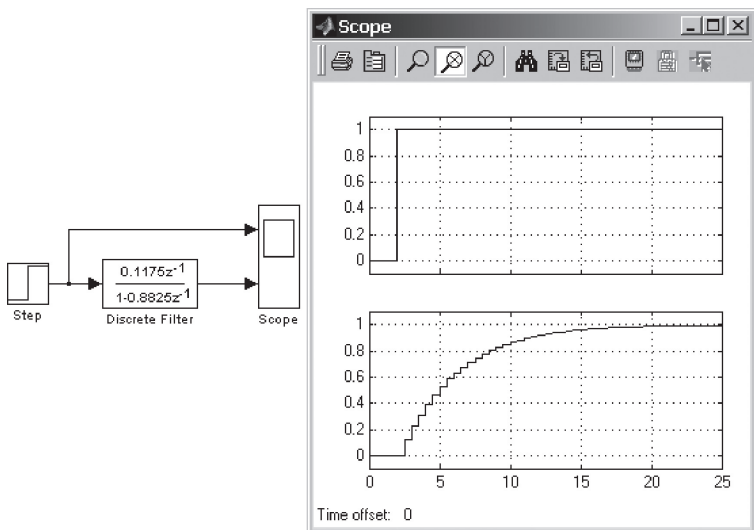 Scope
1
0.8
0.6
0.4
0.2
0
0.1175z⁻¹
1-0.8825z⁻¹
Step
Discrete Filter
Scope
1
0.8
0.6
0.4
0.2
0
0 5 10 15 20 25
Time offset: 0